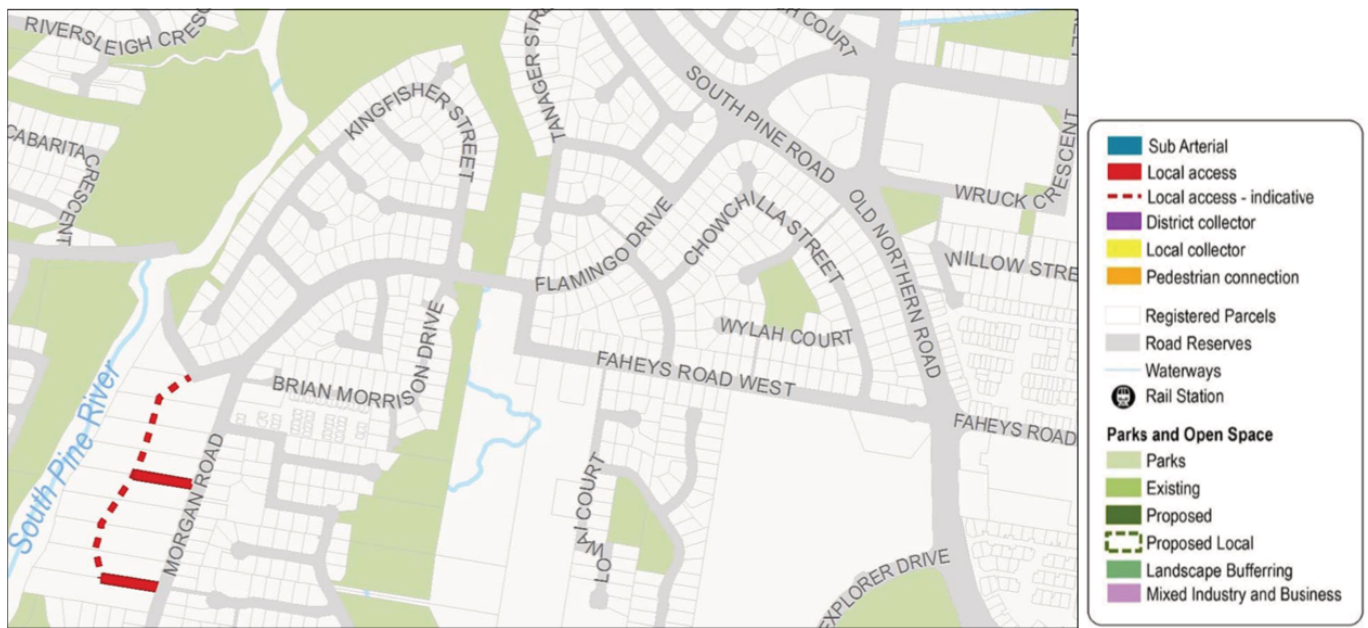 RIVERSLEIGH CRESC
CABARITA
CRESCENT
KINGFISHER STREET
TANAGER STRE
H COURT
SOUTH PINE ROAD
OLD NORTHERN ROAD
WRUCK CRESCENT
WILLOW STRE
CHOWCHILLA STREET
FLAMINGO DRIVE
WYLAH COURT
FAHEYS ROAD WEST
FAHEYS ROAD
BRIAN MORRISON DRIVE
South Pine River
MORGAN ROAD
COURT
EXPLORER DRIVE
Sub Arterial
Local access
Local access - indicative
District collector
Local collector
Pedestrian connection
Registered Parcels
Road Reserves
Waterways
Rail Station
Parks and Open Space
Parks
Existing
Proposed
Proposed Local
Landscape Bufferring
Mixed Industry and Business